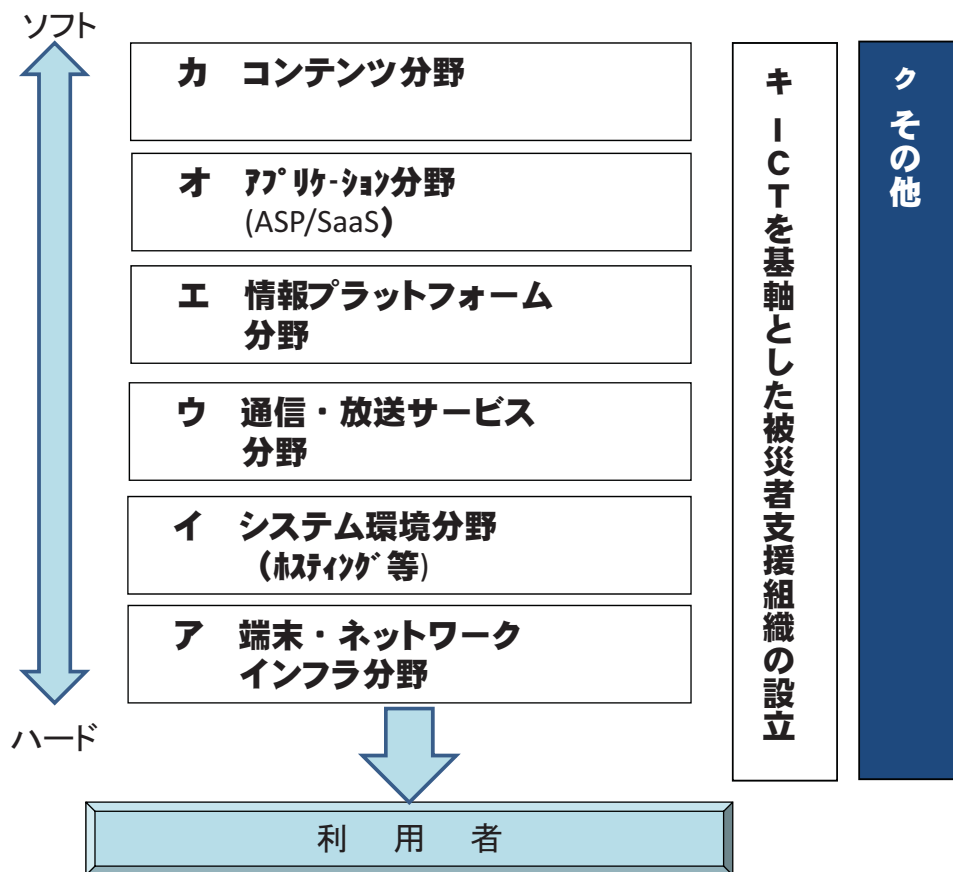 ソフト
カ コンテンツ分野
オ ｱﾌﾟﾘｹ-ｼｮﾝ分野
(ASP/SaaS)
エ 情報プラットフォーム
分野
ウ 通信・放送サービス
分野
イ システム環境分野
(ﾎｽﾃｨﾝｸﾞ等)
ア 端末・ネットワーク
インフラ分野
ハード
キ ICTを基軸とした被災者支援組織の設立
ク その他
利 用 者